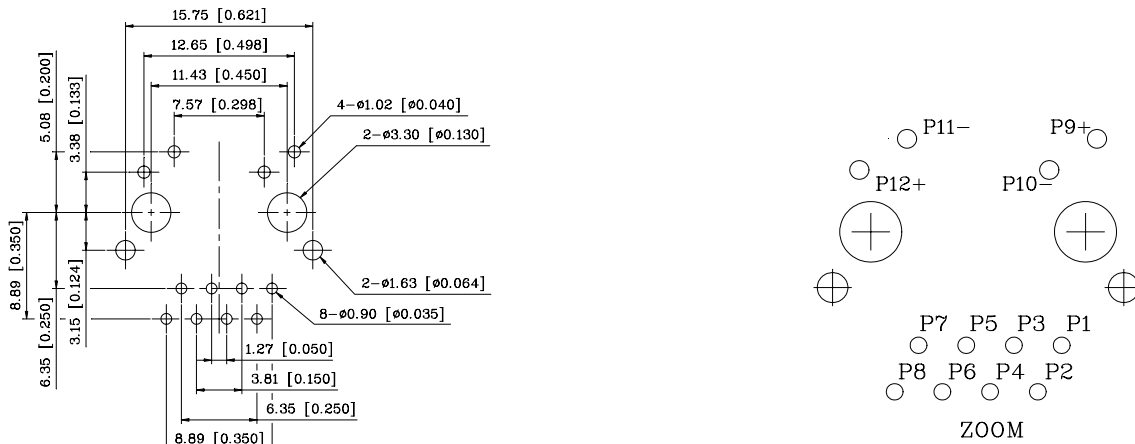 15.75 [0.621]
12.65 [0.498]
11.43 [0.450]
7.57 [0.298]
5.08 [0.200]
3.38 [0.133]
4-ø1.02 [ø0.040]
2-ø3.30 [ø0.130]
8.89 [0.350]
6.35 [0.250]
3.15 [0.124]
2-ø1.63 [ø0.064]
8-ø0.90 [ø0.035]
1.27 [0.050]
3.81 [0.150]
6.35 [0.250]
8.89 [0.350]
P11- P9+
P12+ P10-
P7 P5 P3 P1
P8 P6 P4 P2
ZOOM